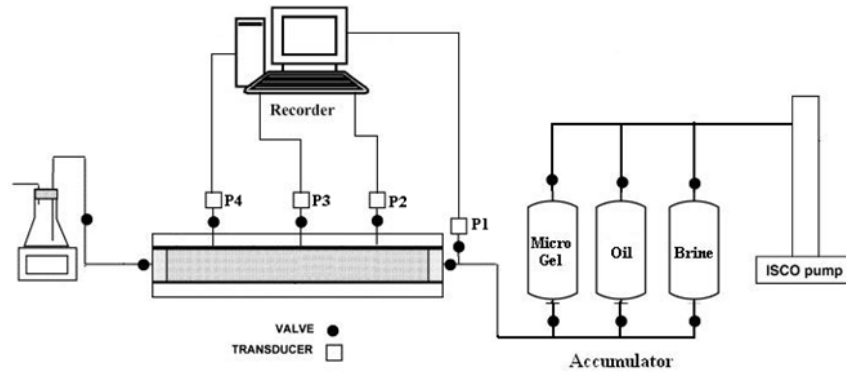 Recorder
P4
P3
P2
P1
Micro
Gel
Oil
Brine
ISCO pump
VALVE
TRANSDUCER
Accumulator